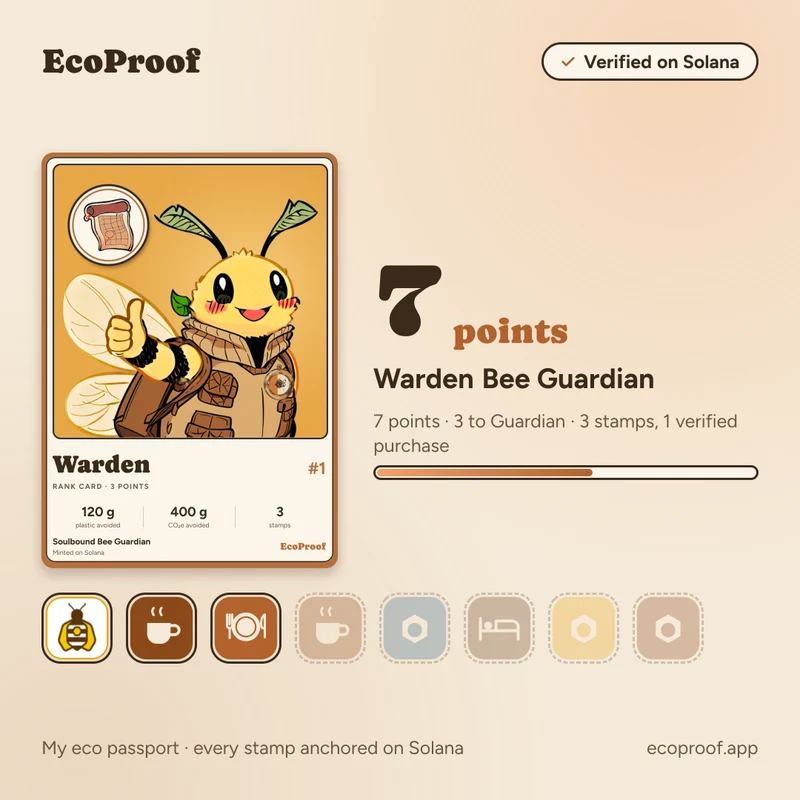 EcoProof
Verified on Solana
Warden
#1
RANK CARD · 3 POINTS
120 g
plastic avoided
400 g
CO₂e avoided
3
stamps
Soulbound Bee Guardian
Minted on Solana
EcoProof
7 points
Warden Bee Guardian
7 points · 3 to Guardian · 3 stamps, 1 verified
purchase
My eco passport · every stamp anchored on Solana
ecoproof.app